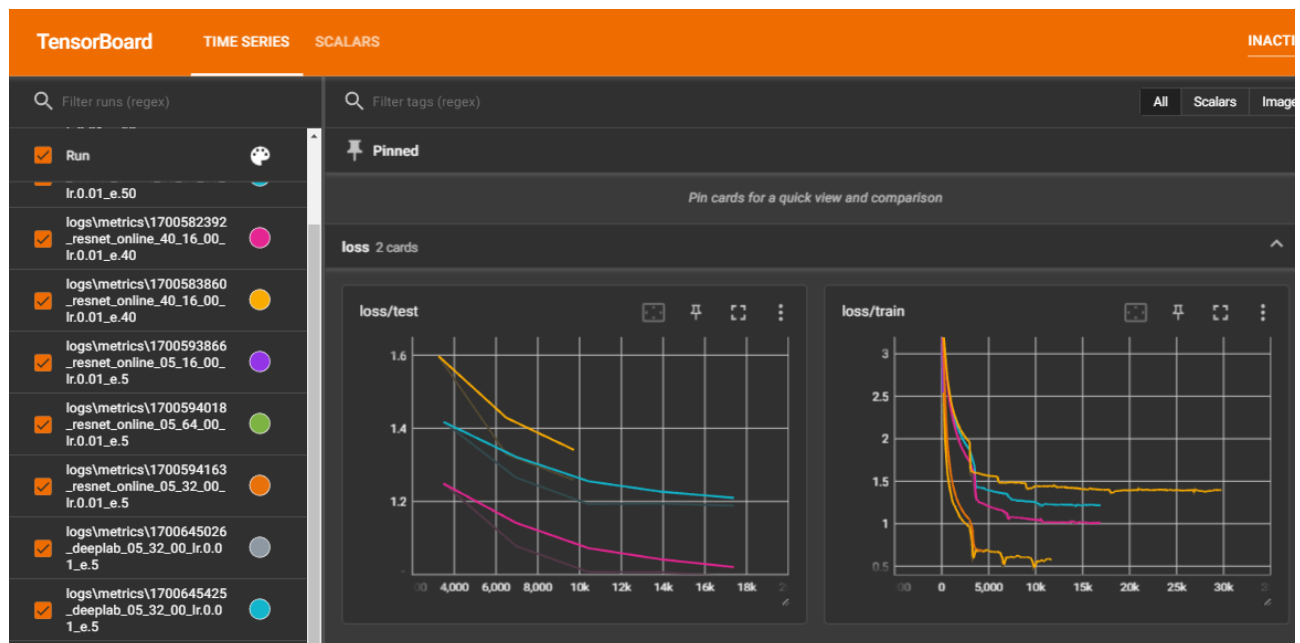 TensorBoard TIME SERIES SCALARS INACTI
Filter runs (regex)
Filter tags (regex)
All Scalars Image
Run
Pinned
lr.0.01_e.50
Pin cards for a quick view and comparison
logs\metrics\1700582392
_resnet_online_40_16_00_
lr.0.01_e.40
loss 2 cards
logs\metrics\1700583860
_resnet_online_40_16_00_
lr.0.01_e.40
logs\metrics\1700593866
_resnet_online_05_16_00_
lr.0.01_e.5
logs\metrics\1700594018
_resnet_online_05_64_00_
lr.0.01_e.5
logs\metrics\1700594163
_resnet_online_05_32_00_
lr.0.01_e.5
logs\metrics\1700645026
_deeplab_05_32_00_lr.0.0
1_e.5
logs\metrics\1700645425
_deeplab_05_32_00_lr.0.0
1_e.5
loss/test
1.6
1.4
1.2
00 4,000 6,000 8,000 10k 12k 14k 16k 18k 2
loss/train
3
2.5
2
1.5
1
0.5
00 0 5,000 10k 15k 20k 25k 30k 3